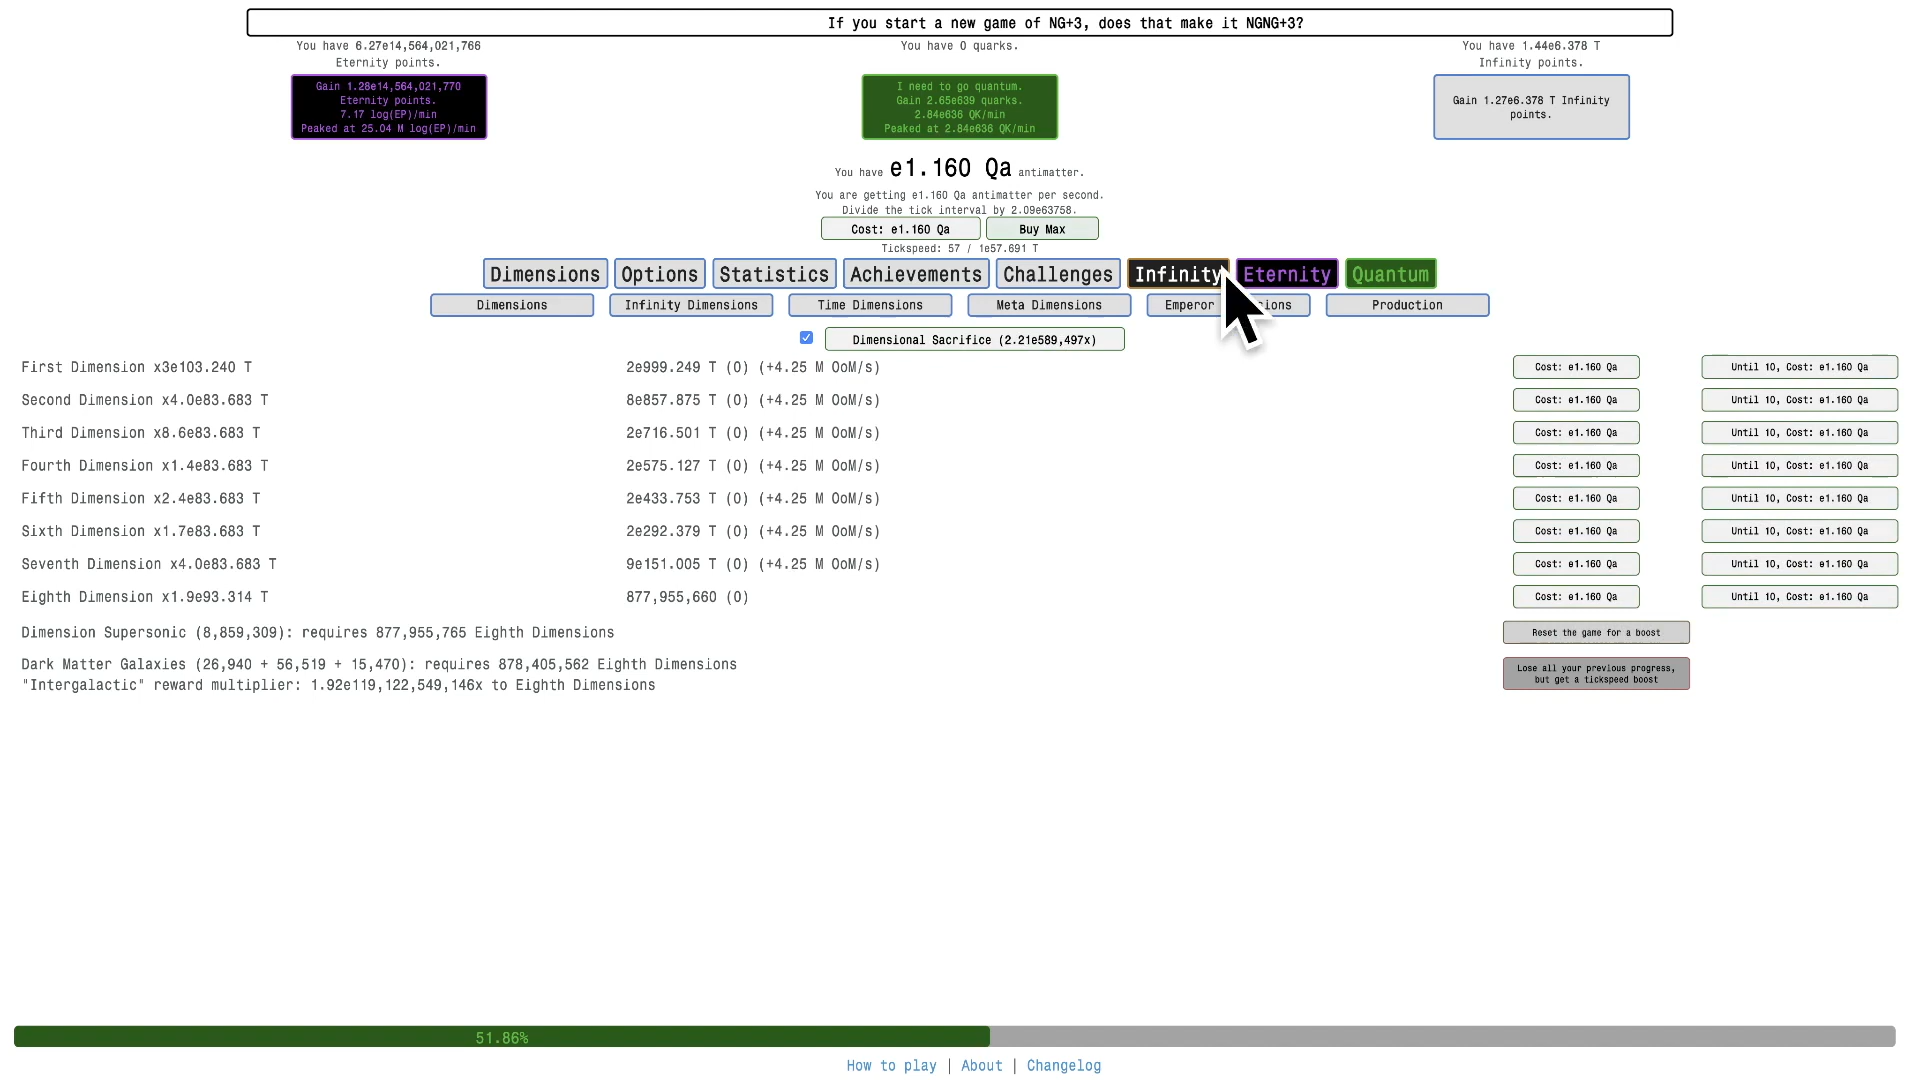 If you start a new game of NG+3, does that make it NGNG+3?
You have 6.27e14,564,021,766
Eternity points.
You have 0 quarks.
You have 1.44e6.378 T
Infinity points.
Gain 1.28e14,564,021,770
Eternity points.
7.17 log(EP)/min
Peaked at 25.04 M log(EP)/min
I need to go quantum.
Gain 2.65e639 quarks.
2.84e636 QK/min
Peaked at 2.84e636 QK/min
Gain 1.27e6.378 T Infinity
points.
You have e1.160 Qa antimatter.
You are getting e1.160 Qa antimatter per second.
Divide the tick interval by 2.09e63758.
Cost: e1.160 Qa Buy Max
Tickspeed: 57 / 1e57.691 T
Dimensions Options Statistics Achievements Challenges Infinity Eternity Quantum
Dimensions Infinity Dimensions Time Dimensions Meta Dimensions Emperor Production
Dimensional Sacrifice (2.21e589,497x)
First Dimension x3e103.240 T 2e999.249 T (0) (+4.25 M OoM/s) Cost: e1.160 Qa Until 10, Cost: e1.160 Qa
Second Dimension x4.0e83.683 T 8e857.875 T (0) (+4.25 M OoM/s) Cost: e1.160 Qa Until 10, Cost: e1.160 Qa
Third Dimension x8.6e83.683 T 2e716.501 T (0) (+4.25 M OoM/s) Cost: e1.160 Qa Until 10, Cost: e1.160 Qa
Fourth Dimension x1.4e83.683 T 2e575.127 T (0) (+4.25 M OoM/s) Cost: e1.160 Qa Until 10, Cost: e1.160 Qa
Fifth Dimension x2.4e83.683 T 2e433.753 T (0) (+4.25 M OoM/s) Cost: e1.160 Qa Until 10, Cost: e1.160 Qa
Sixth Dimension x1.7e83.683 T 2e292.379 T (0) (+4.25 M OoM/s) Cost: e1.160 Qa Until 10, Cost: e1.160 Qa
Seventh Dimension x4.0e83.683 T 9e151.005 T (0) (+4.25 M OoM/s) Cost: e1.160 Qa Until 10, Cost: e1.160 Qa
Eighth Dimension x1.9e93.314 T 877,955,660 (0) Cost: e1.160 Qa Until 10, Cost: e1.160 Qa
Dimension Supersonic (8,859,309): requires 877,955,765 Eighth Dimensions Reset the game for a boost
Dark Matter Galaxies (26,940 + 56,519 + 15,470): requires 878,405,562 Eighth Dimensions
"Intergalactic" reward multiplier: 1.92e119,122,549,146x to Eighth Dimensions
Lose all your previous progress,
but get a tickspeed boost
51.86%
How to play | About | Changelog